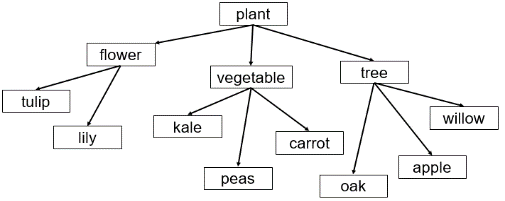 plant
flower
vegetable
tree
tulip
lily
kale
peas
carrot
oak
apple
willow